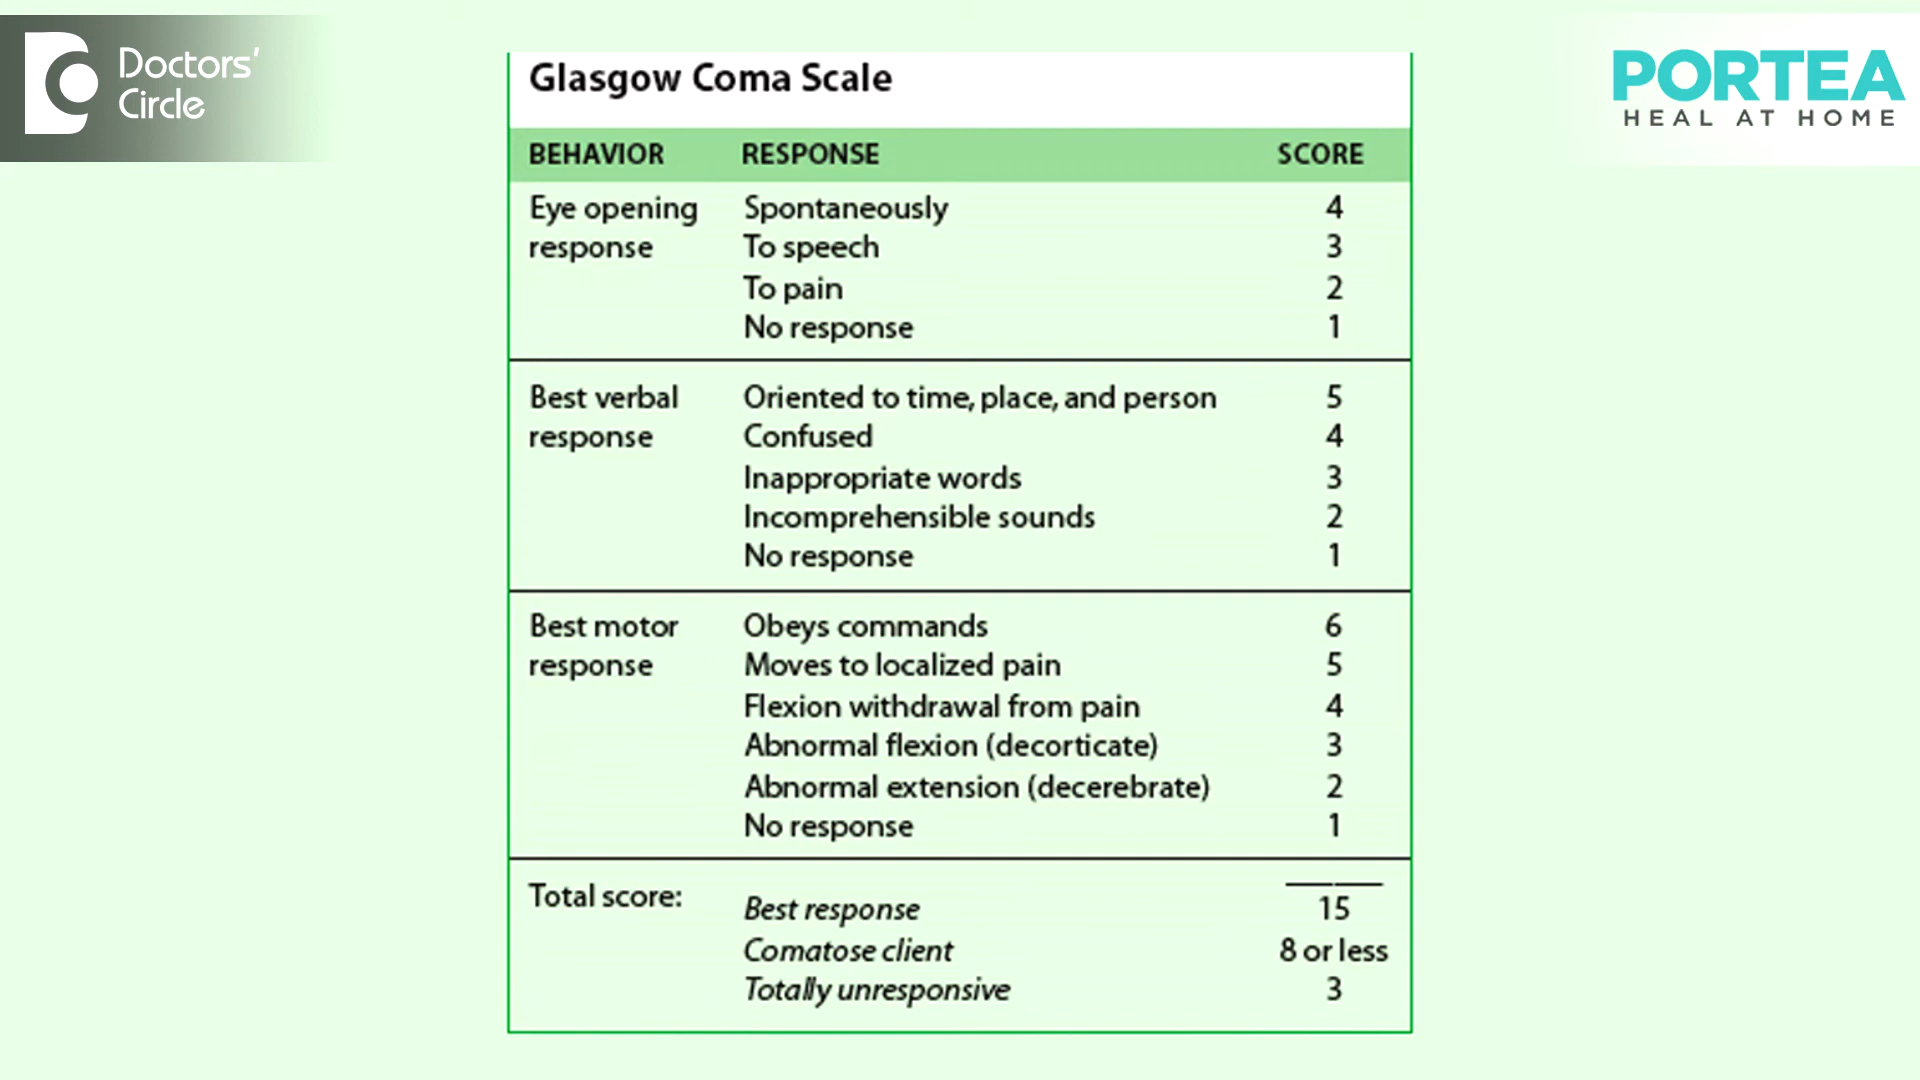 Doctors'
Circle
PORTEA
HEAL AT HOME
Glasgow Coma Scale
BEHAVIOR RESPONSE SCORE
Eye opening Spontaneously 4
response To speech 3
To pain 2
No response 1
Best verbal Oriented to time, place, and person 5
response Confused 4
Inappropriate words 3
Incomprehensible sounds 2
No response 1
Best motor Obeys commands 6
response Moves to localized pain 5
Flexion withdrawal from pain 4
Abnormal flexion (decorticate) 3
Abnormal extension (decerebrate) 2
No response 1
Total score:
Best response 15
Comatose client 8 or less
Totally unresponsive 3